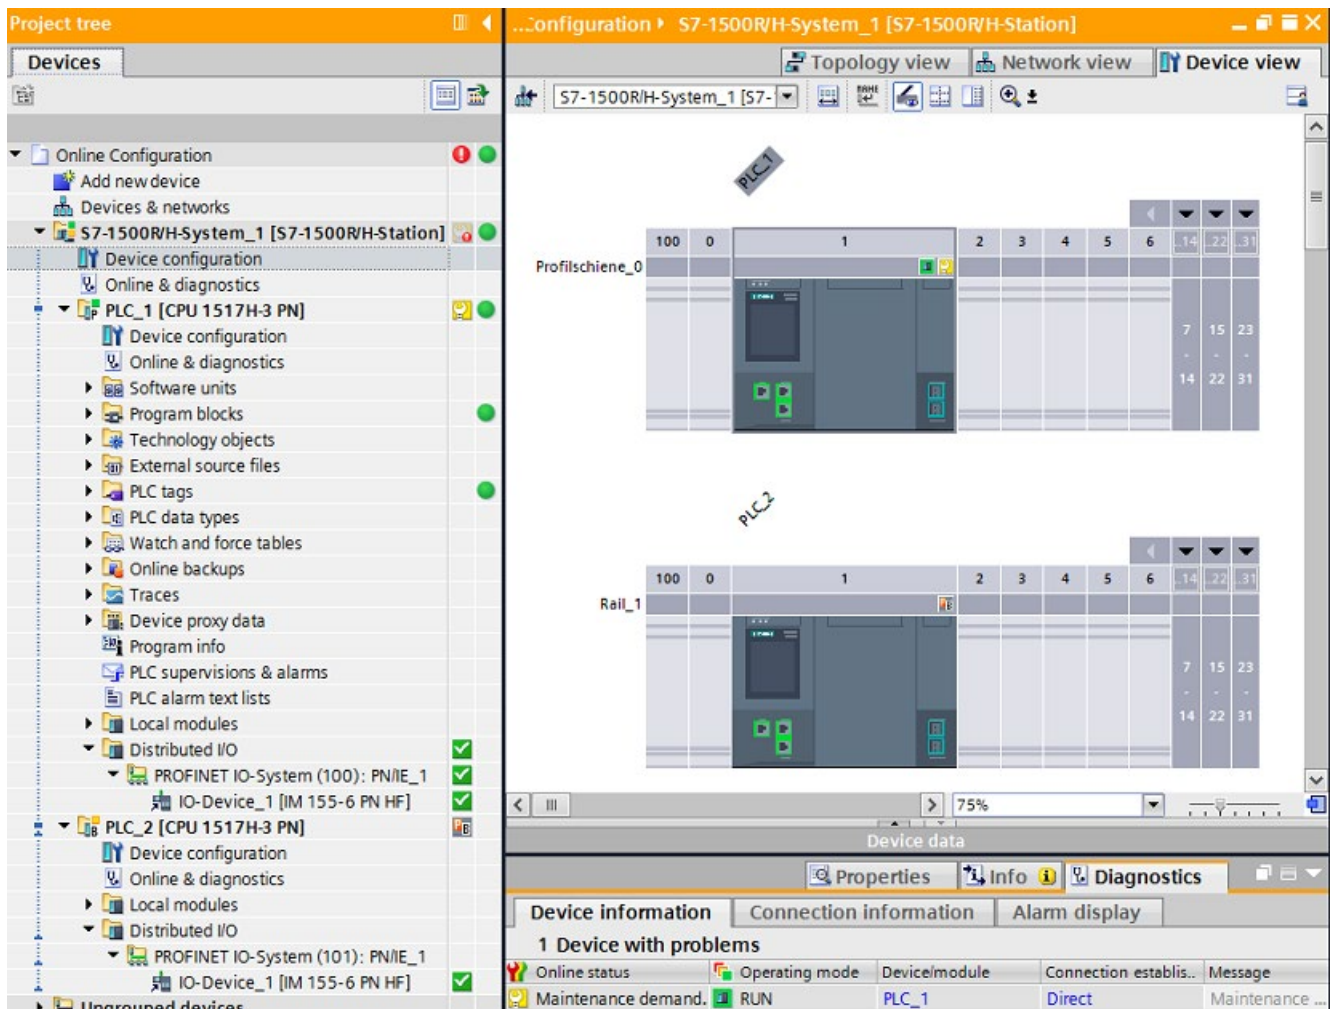 Project tree
Devices
Online Configuration
Add new device
Devices & networks
S7-1500R/H-System_1 [S7-1500R/H-Station]
Device configuration
Online & diagnostics
PLC_1 [CPU 1517H-3 PN]
Device configuration
Online & diagnostics
Software units
Program blocks
Technology objects
External source files
PLC tags
PLC data types
Watch and force tables
Online backups
Traces
Device proxy data
Program info
PLC supervisions & alarms
PLC alarm text lists
Local modules
Distributed I/O
PROFINET IO-System (100): PN/IE_1
IO-Device_1 [IM 155-6 PN HF]
PLC_2 [CPU 1517H-3 PN]
Device configuration
Online & diagnostics
Local modules
Distributed I/O
PROFINET IO-System (101): PN/IE_1
IO-Device_1 [IM 155-6 PN HF]
Ungrouped devices
...onfiguration S7-1500R/H-System_1 [S7-1500R/H-Station]
Topology view Network view Device view
S7-1500R/H-System_1 [S7-
PLC_1
100 0 1 2 3 4 5 6 ..14 ..22 ..31
Profilschiene_0
7 15 23
- - -
14 22 31
PLC_2
100 0 1 2 3 4 5 6 ..14 ..22 ..31
Rail_1
7 15 23
- - -
14 22 31
75%
Device data
Properties Info Diagnostics
Device information Connection information Alarm display
1 Device with problems
Online status Operating mode Device/module Connection establis.. Message
Maintenance demand. RUN PLC_1 Direct Maintenance ...